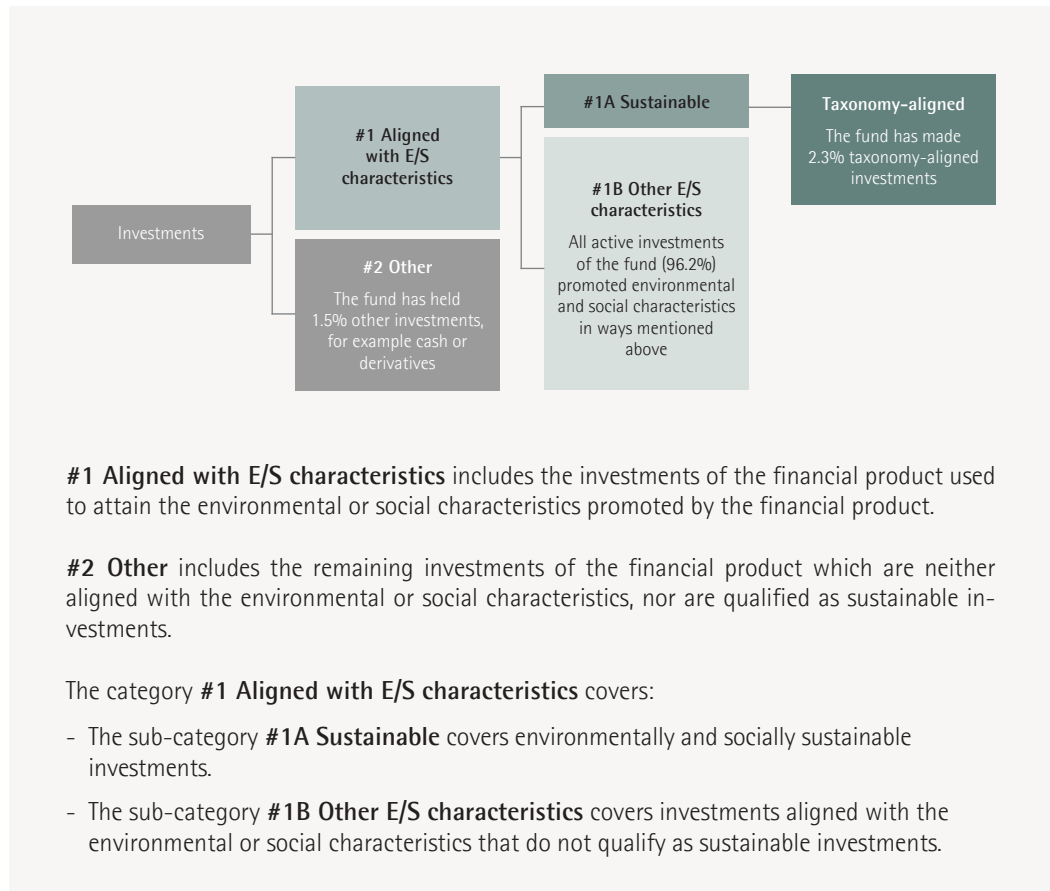 Investments
#1 Aligned
with E/S
characteristics
#2 Other
The fund has held
1.5% other investments,
for example cash or
derivatives
#1A Sustainable
#1B Other E/S
characteristics
All active investments
of the fund (96.2%)
promoted environmental
and social characteristics
in ways mentioned
above
Taxonomy-aligned
The fund has made
2.3% taxonomy-aligned
investments
#1 Aligned with E/S characteristics includes the investments of the financial product used
to attain the environmental or social characteristics promoted by the financial product.
#2 Other includes the remaining investments of the financial product which are neither
aligned with the environmental or social characteristics, nor are qualified as sustainable in-
vestments.
The category #1 Aligned with E/S characteristics covers:
- The sub-category #1A Sustainable covers environmentally and socially sustainable
investments.
- The sub-category #1B Other E/S characteristics covers investments aligned with the
environmental or social characteristics that do not qualify as sustainable investments.